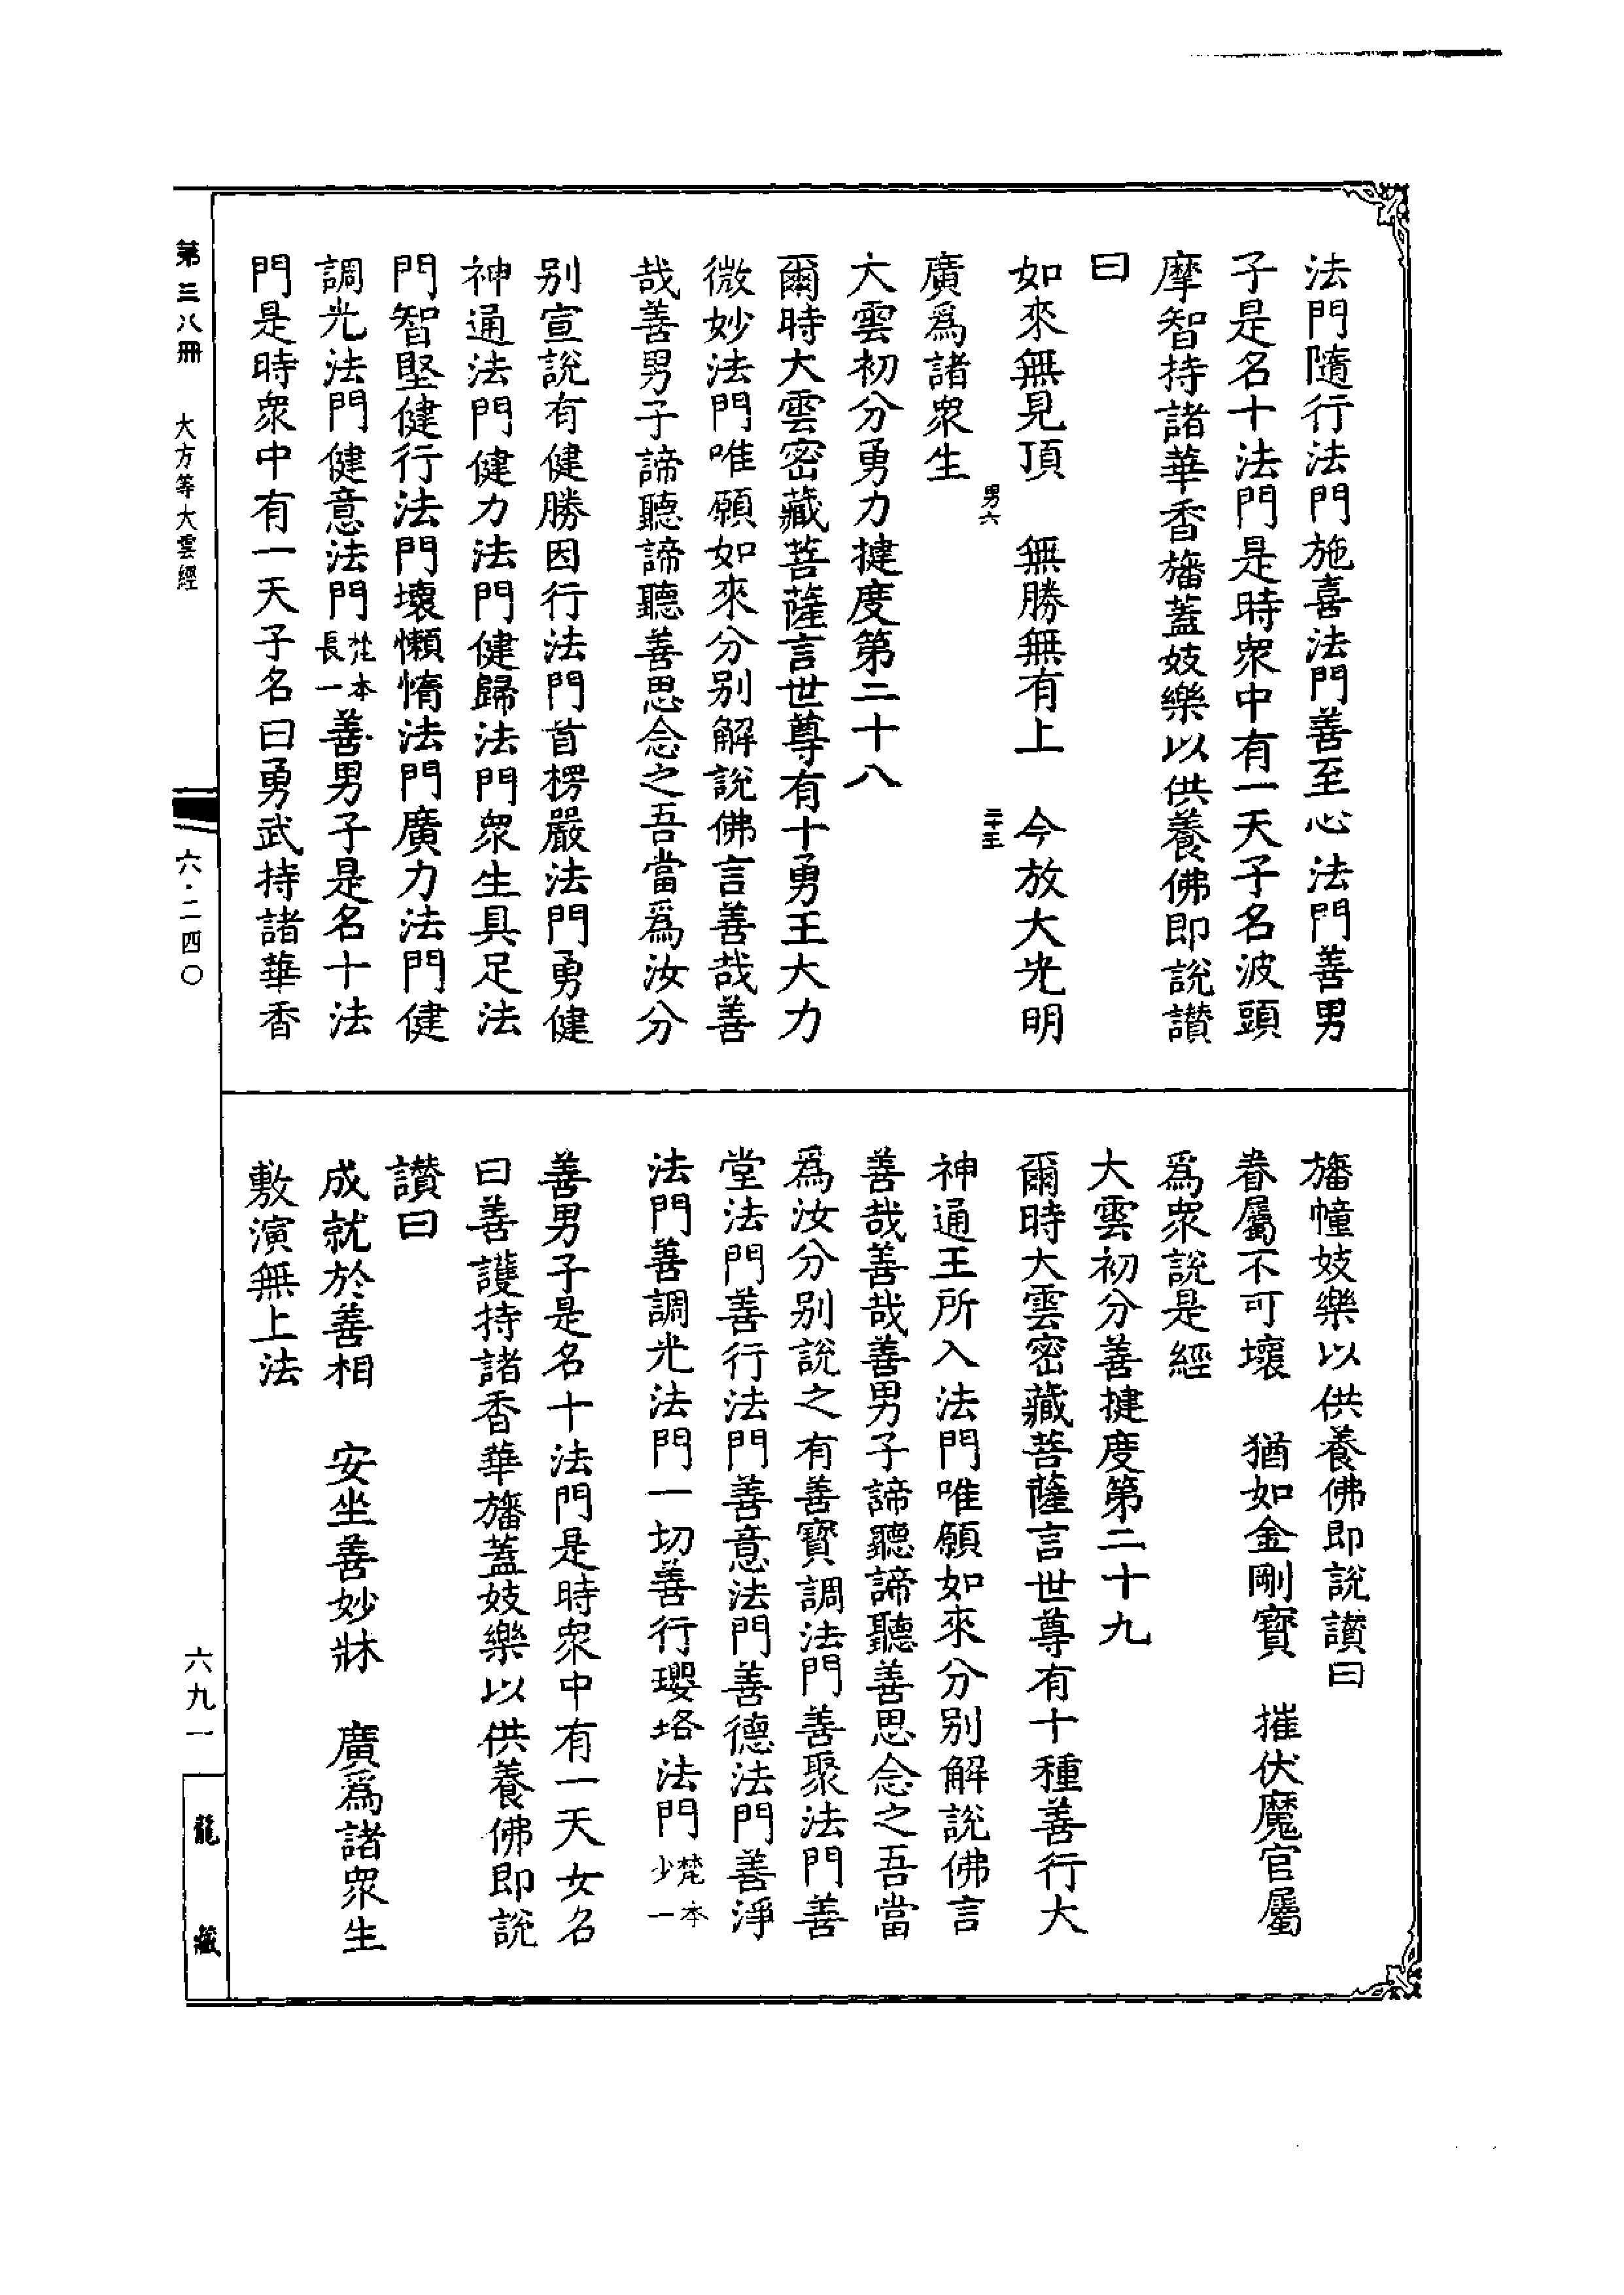 法門隨行法門施喜法門善至心法門善男
子是名十法門是時衆中有一天子名波頭
摩智持諸華香旛蓋妓樂以供養佛即說讃
曰
如來無見頂　無勝無有上　今放大光明
男六
廣爲諸衆生
大雲初分勇力揵度第二十八
爾時大雲密藏菩薩言世尊有十勇王大力
微妙法門唯願如來分別解説佛言善哉善
哉善男子諦聽諦聽善思念之吾當爲汝分
別宣說有健勝因行法門首楞嚴法門勇健
神通法門健力法門健歸法門衆生具足法
門智堅健行法門壞懶惰法門廣力法門健
調光法門健意法門梵本長一善男子是名十法
門是時衆中有一天子名曰勇武持諸華香
旛幢妓樂以供養佛即説讃曰
眷屬不可壞　猶如金剛寶　摧伏魔官屬
爲衆說是經
大雲初分善揵度第二十九
爾時大雲密藏菩薩言世尊有十種善行大
神通王所入法門唯願如來分別解說佛言
善哉善哉善男子諦聽諦聽善思念之吾當
爲汝分別說之有善寶調法門善聚法門善
堂法門善行法門善意法門善德法門善淨
法門善調光法門一切善行瓔珞法門梵本少一
善男子是名十法門是時衆中有一天女名
曰善護持諸香華旛蓋妓樂以供養佛即說
讃曰
成就於善相　安坐善妙牀　廣爲諸衆生
敷演無上法
第三八冊　大方等大雲經
六·二四〇
六九一
龍藏